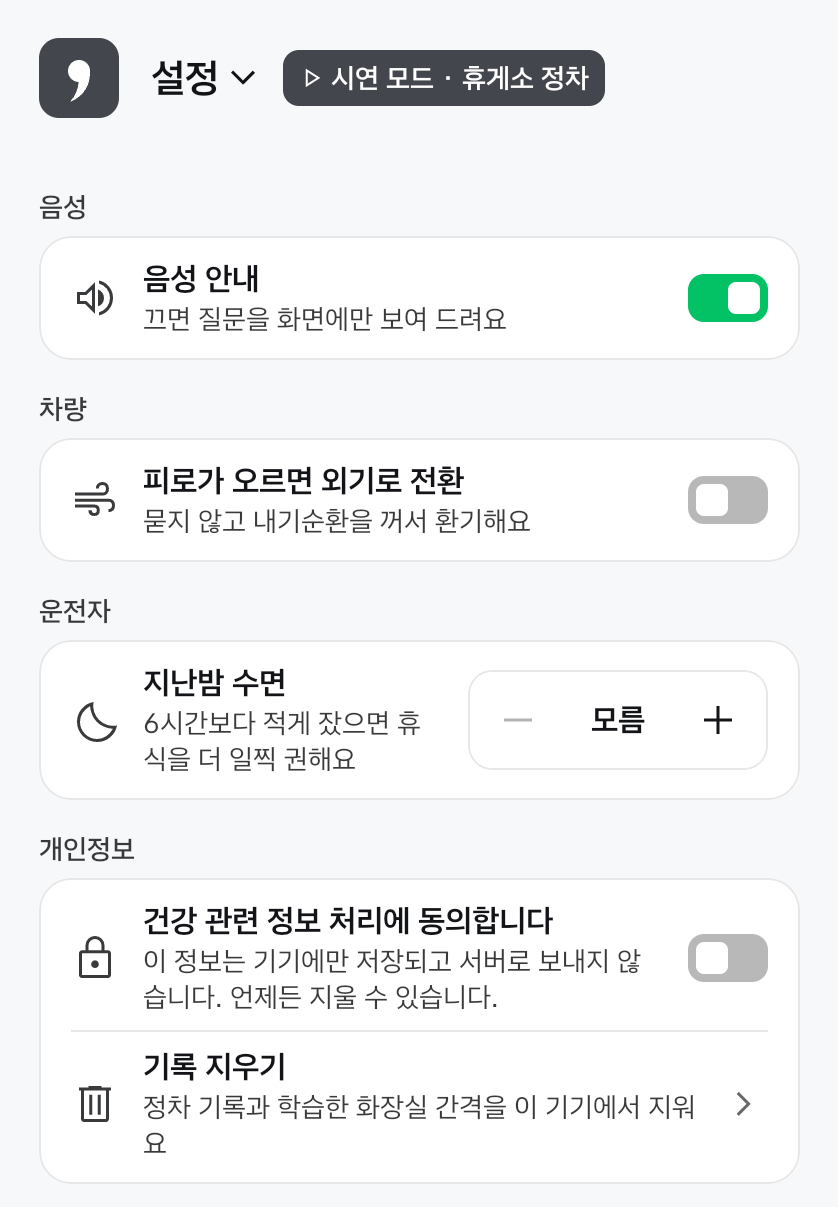 설정
시연 모드 · 휴게소 정차
음성
음성 안내
끄면 질문을 화면에만 보여 드려요
차량
피로가 오르면 외기로 전환
묻지 않고 내기순환을 꺼서 환기해요
운전자
지난밤 수면
6시간보다 적게 잤으면 휴
식을 더 일찍 권해요
모름
개인정보
건강 관련 정보 처리에 동의합니다
이 정보는 기기에만 저장되고 서버로 보내지 않
습니다. 언제든 지울 수 있습니다.
기록 지우기
정차 기록과 학습한 화장실 간격을 이 기기에서 지워
요